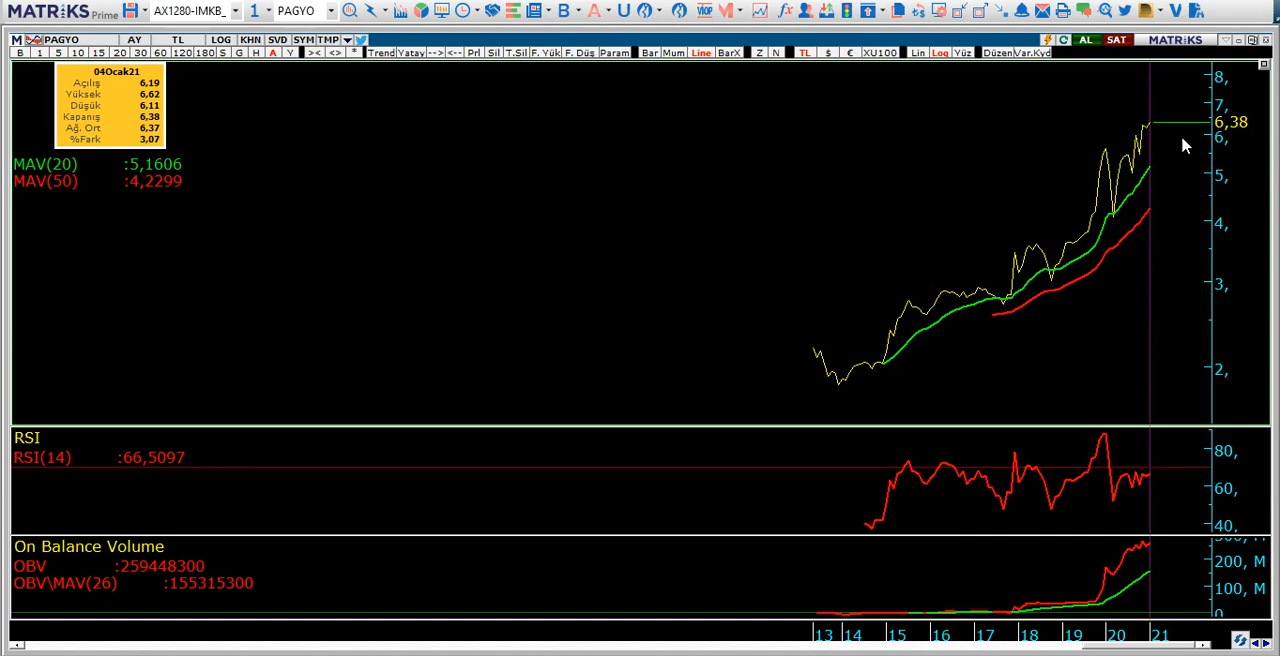 MATRiKS Prime AX1280-IMKB_ 1 PAGYO B A U VİOP M fx D V
M PAGYO AY TL LOG KHN SVD SYM TMP AL SAT MATRiKS
B 1 5 10 15 20 30 60 120 180 S G H A Y >< <> * Trend Yatay --> <-- Prl Sil T.Sil F. Yük F. Düş Param Bar Mum Line BarX Z N TL $ € XU100 Lin Log Yüz Düzen Var.Kyd
04Ocak21
Açılış 6,19
Yüksek 6,62
Düşük 6,11
Kapanış 6,38
Ağ. Ort 6,37
%Fark 3,07
MAV(20) :5,1606
MAV(50) :4,2299
8,
7,
6,38
6,
5,
4,
3,
2,
RSI
RSI(14) :66,5097
80,
60,
40,
On Balance Volume
OBV :259448300
OBV\MAV(26) :155315300
300, M
200, M
100, M
0
13 14 15 16 17 18 19 20 21